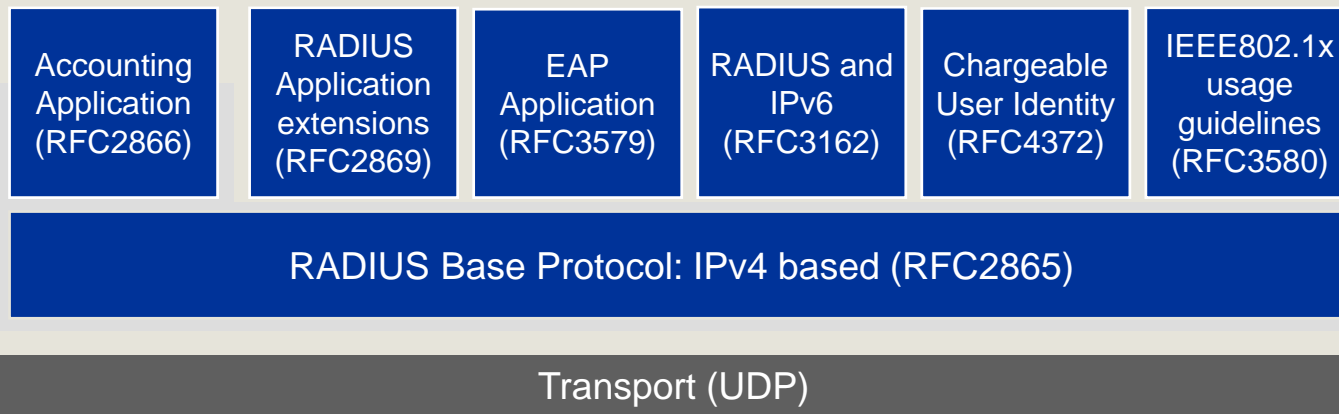 Accounting
Application
(RFC2866)
RADIUS
Application
extensions
(RFC2869)
EAP
Application
(RFC3579)
RADIUS and
IPv6
(RFC3162)
Chargeable
User Identity
(RFC4372)
IEEE802.1x
usage
guidelines
(RFC3580)
RADIUS Base Protocol: IPv4 based (RFC2865)
Transport (UDP)